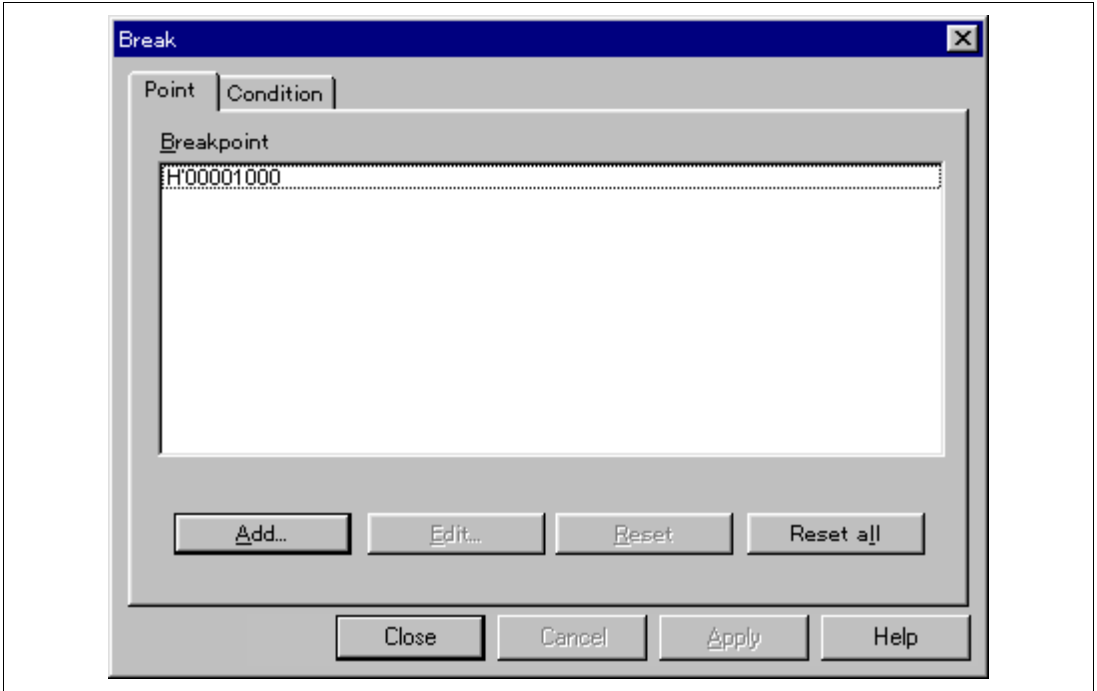 Break
Point Condition
Breakpoint
H'00001000
Add... Edit... Reset Reset all
Close Cancel Apply Help